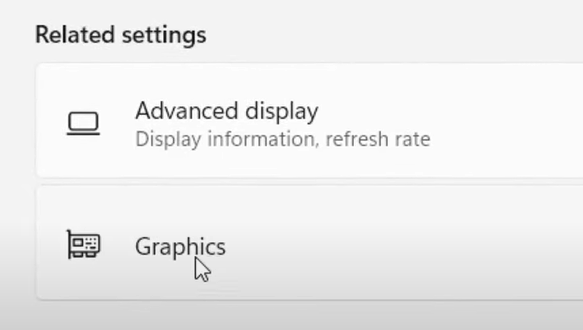 Related settings
Advanced display
Display information, refresh rate
Graphics